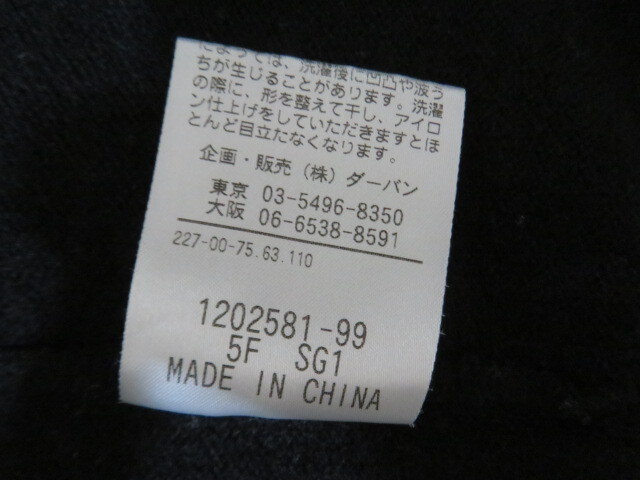 によっては、洗濯後に凹凸や波う
ちが生じることがあります。洗濯
の際に、形を整えて干し、アイロ
ン仕上げをしていただきますとほ
とんど目立たなくなります。
企画・販売（株）ダーバン
東京 03-5496-8350
大阪 06-6538-8591
227-00-75.63.110
1202581-99
5F SG1
MADE IN CHINA